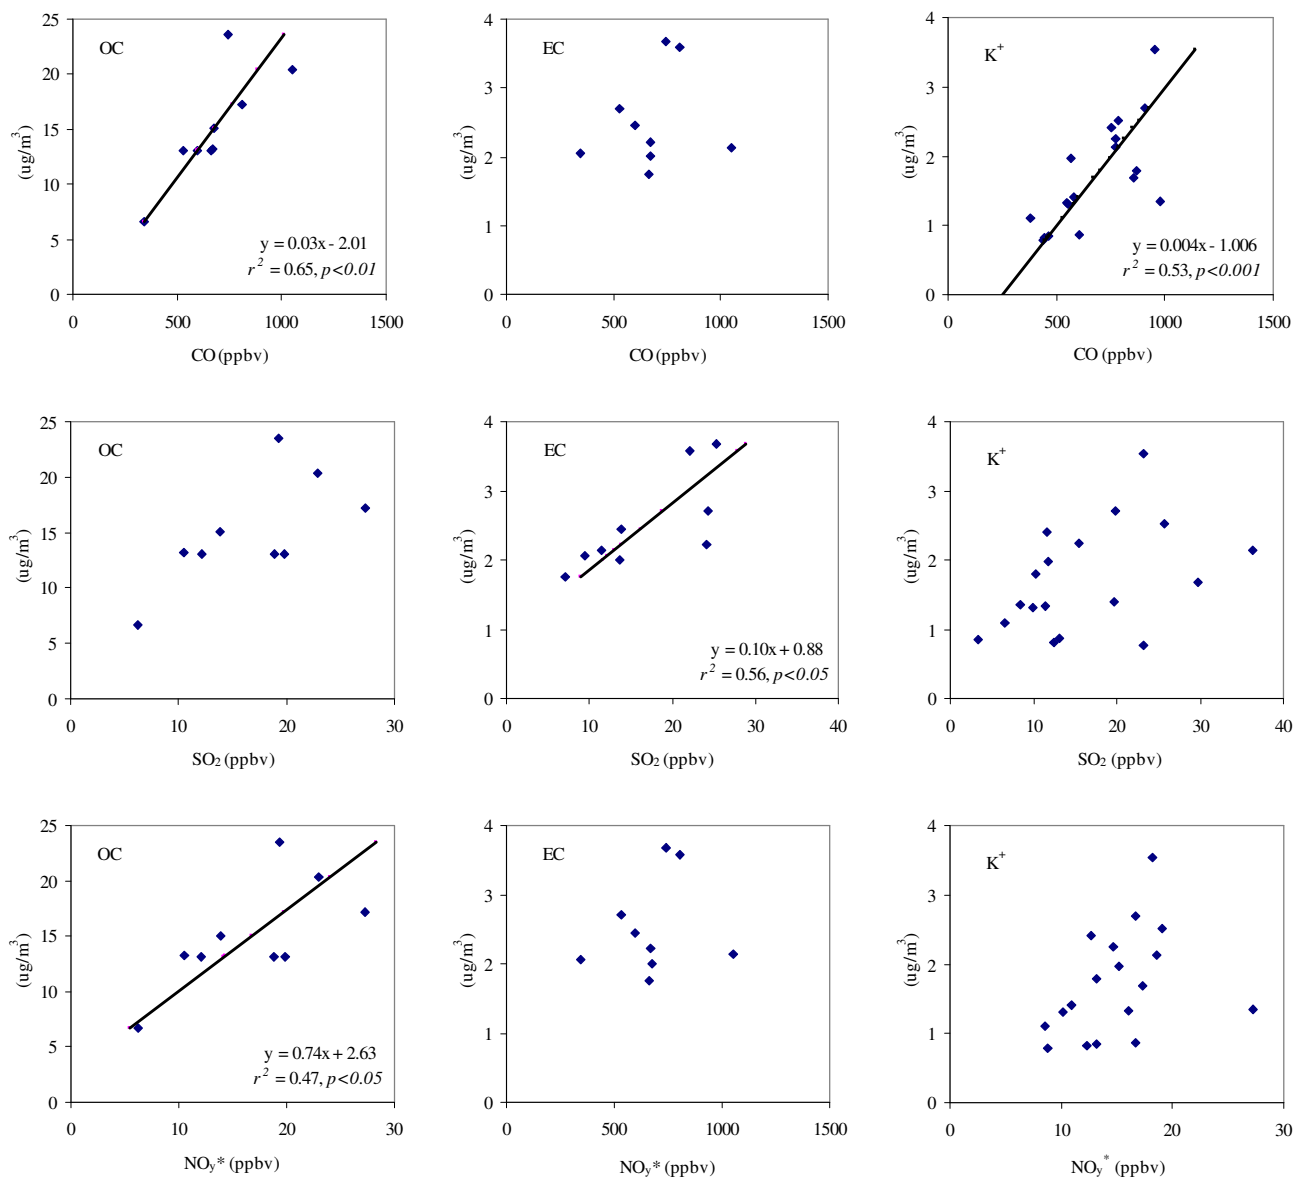 OC
(ug/m³)
25
20
15
10
5
0
y = 0.03x - 2.01
r² = 0.65, p<0.01
0 500 1000 1500
CO (ppbv)
EC
(ug/m³)
4
3
2
1
0
0 500 1000 1500
CO (ppbv)
K⁺
(ug/m³)
4
3
2
1
0
y = 0.004x - 1.006
r² = 0.53, p<0.001
0 500 1000 1500
CO (ppbv)
OC
(ug/m³)
25
20
15
10
5
0
0 10 20 30
SO₂ (ppbv)
EC
(ug/m³)
4
3
2
1
0
y = 0.10x + 0.88
r² = 0.56, p<0.05
0 10 20 30 40
SO₂ (ppbv)
K⁺
(ug/m³)
4
3
2
1
0
0 10 20 30 40
SO₂ (ppbv)
OC
(ug/m³)
25
20
15
10
5
0
y = 0.74x + 2.63
r² = 0.47, p<0.05
0 10 20 30
NOy* (ppbv)
EC
(ug/m³)
4
3
2
1
0
0 500 1000 1500
NOy* (ppbv)
K⁺
(ug/m³)
4
3
2
1
0
0 10 20 30
NOy* (ppbv)